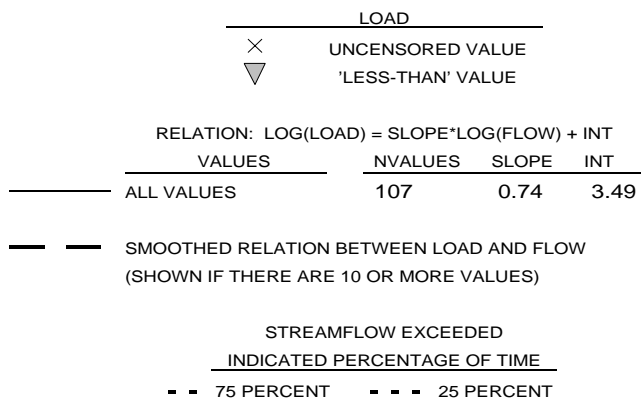 LOAD
UNCENSORED VALUE
'LESS-THAN' VALUE
RELATION: LOG(LOAD) = SLOPE*LOG(FLOW) + INT
VALUES NVALUES SLOPE INT
ALL VALUES 107 0.74 3.49
SMOOTHED RELATION BETWEEN LOAD AND FLOW
(SHOWN IF THERE ARE 10 OR MORE VALUES)
STREAMFLOW EXCEEDED
INDICATED PERCENTAGE OF TIME
75 PERCENT 25 PERCENT